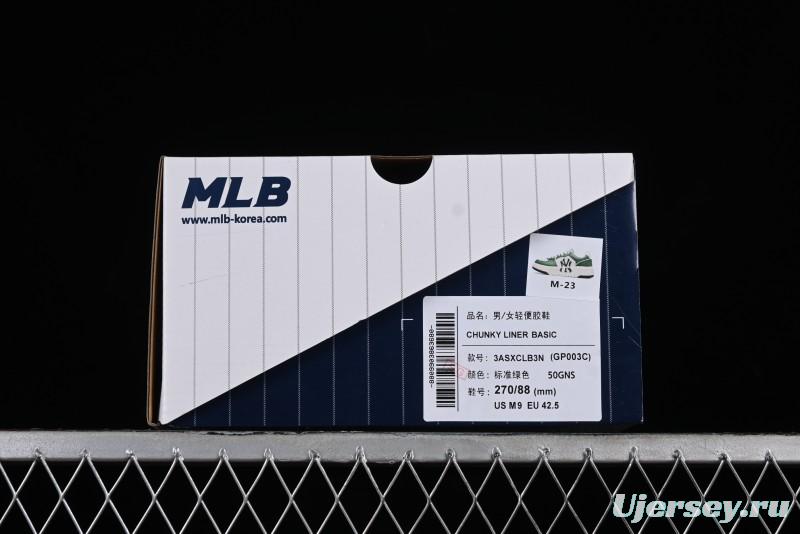 MLB
www.mlb-korea.com
M-23
品名: 男/女轻便胶鞋
CHUNKY LINER BASIC
款号: 3ASXCLB3N (GP003C)
颜色: 标准绿色 50GNS
鞋号: 270/88 (mm)
US M9 EU 42.5
Ujersey.ru